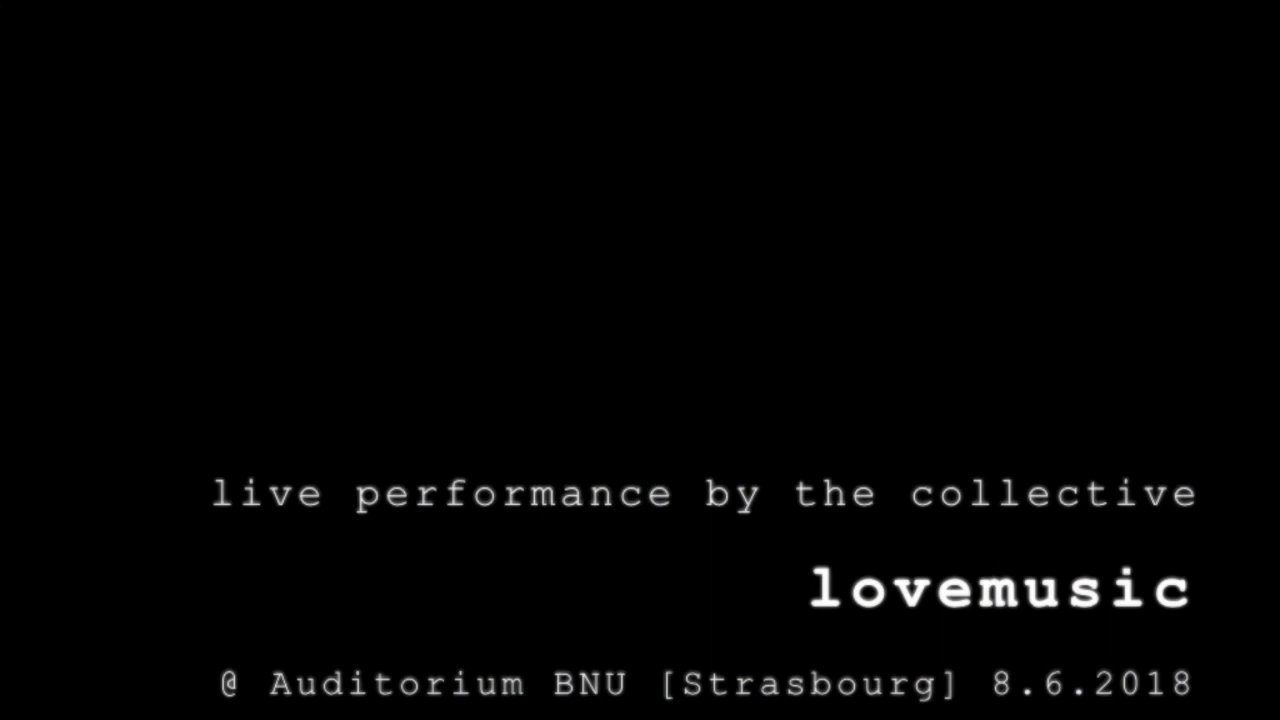 live performance by the collective
lovemusic
@ Auditorium BNU [Strasbourg] 8.6.2018